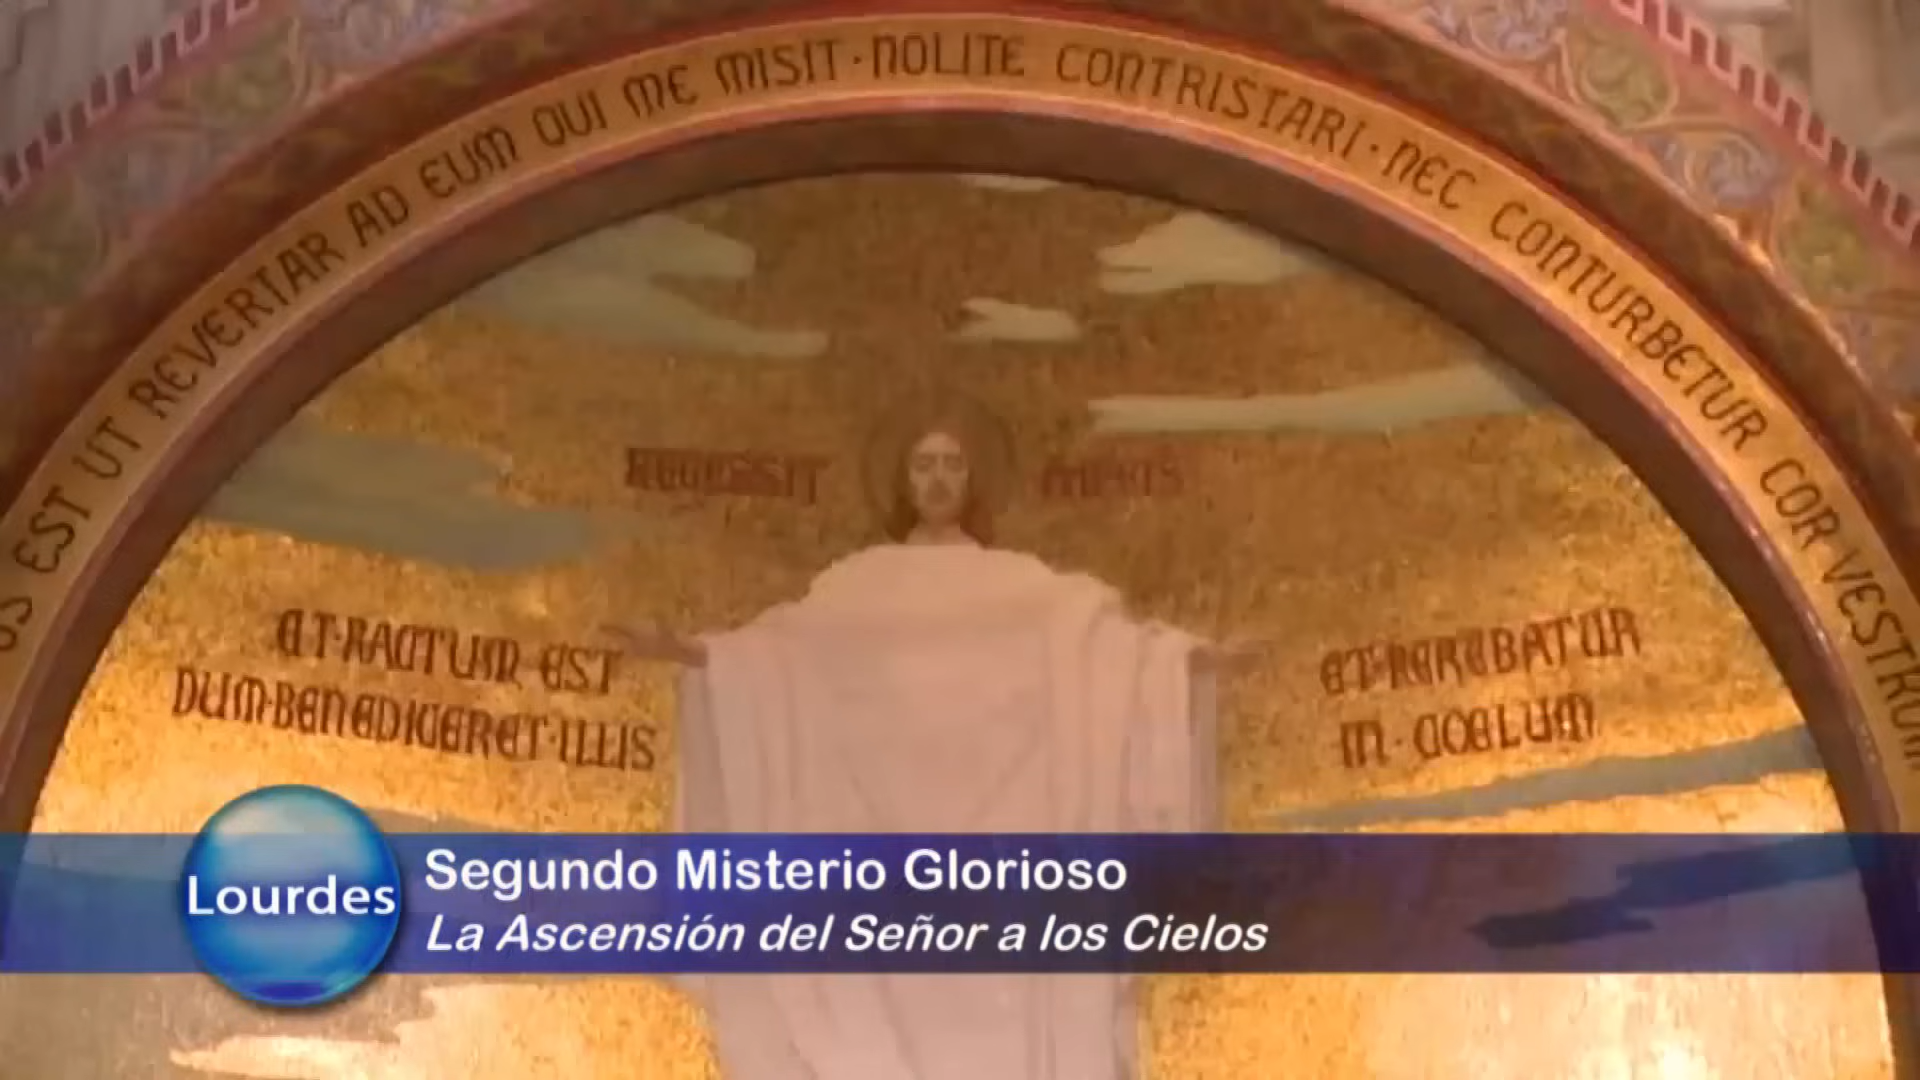 EST UT REVERTAR AD EUM QUI ME MISIT · NOLITE CONTRISTARI · NEC CONTURBETUR COR VESTRUM
ET·FACTUM EST
DUM·BENEDICERET·ILLIS
ET·FEREBATUR
IN·COELUM
Lourdes
Segundo Misterio Glorioso
La Ascensión del Señor a los Cielos